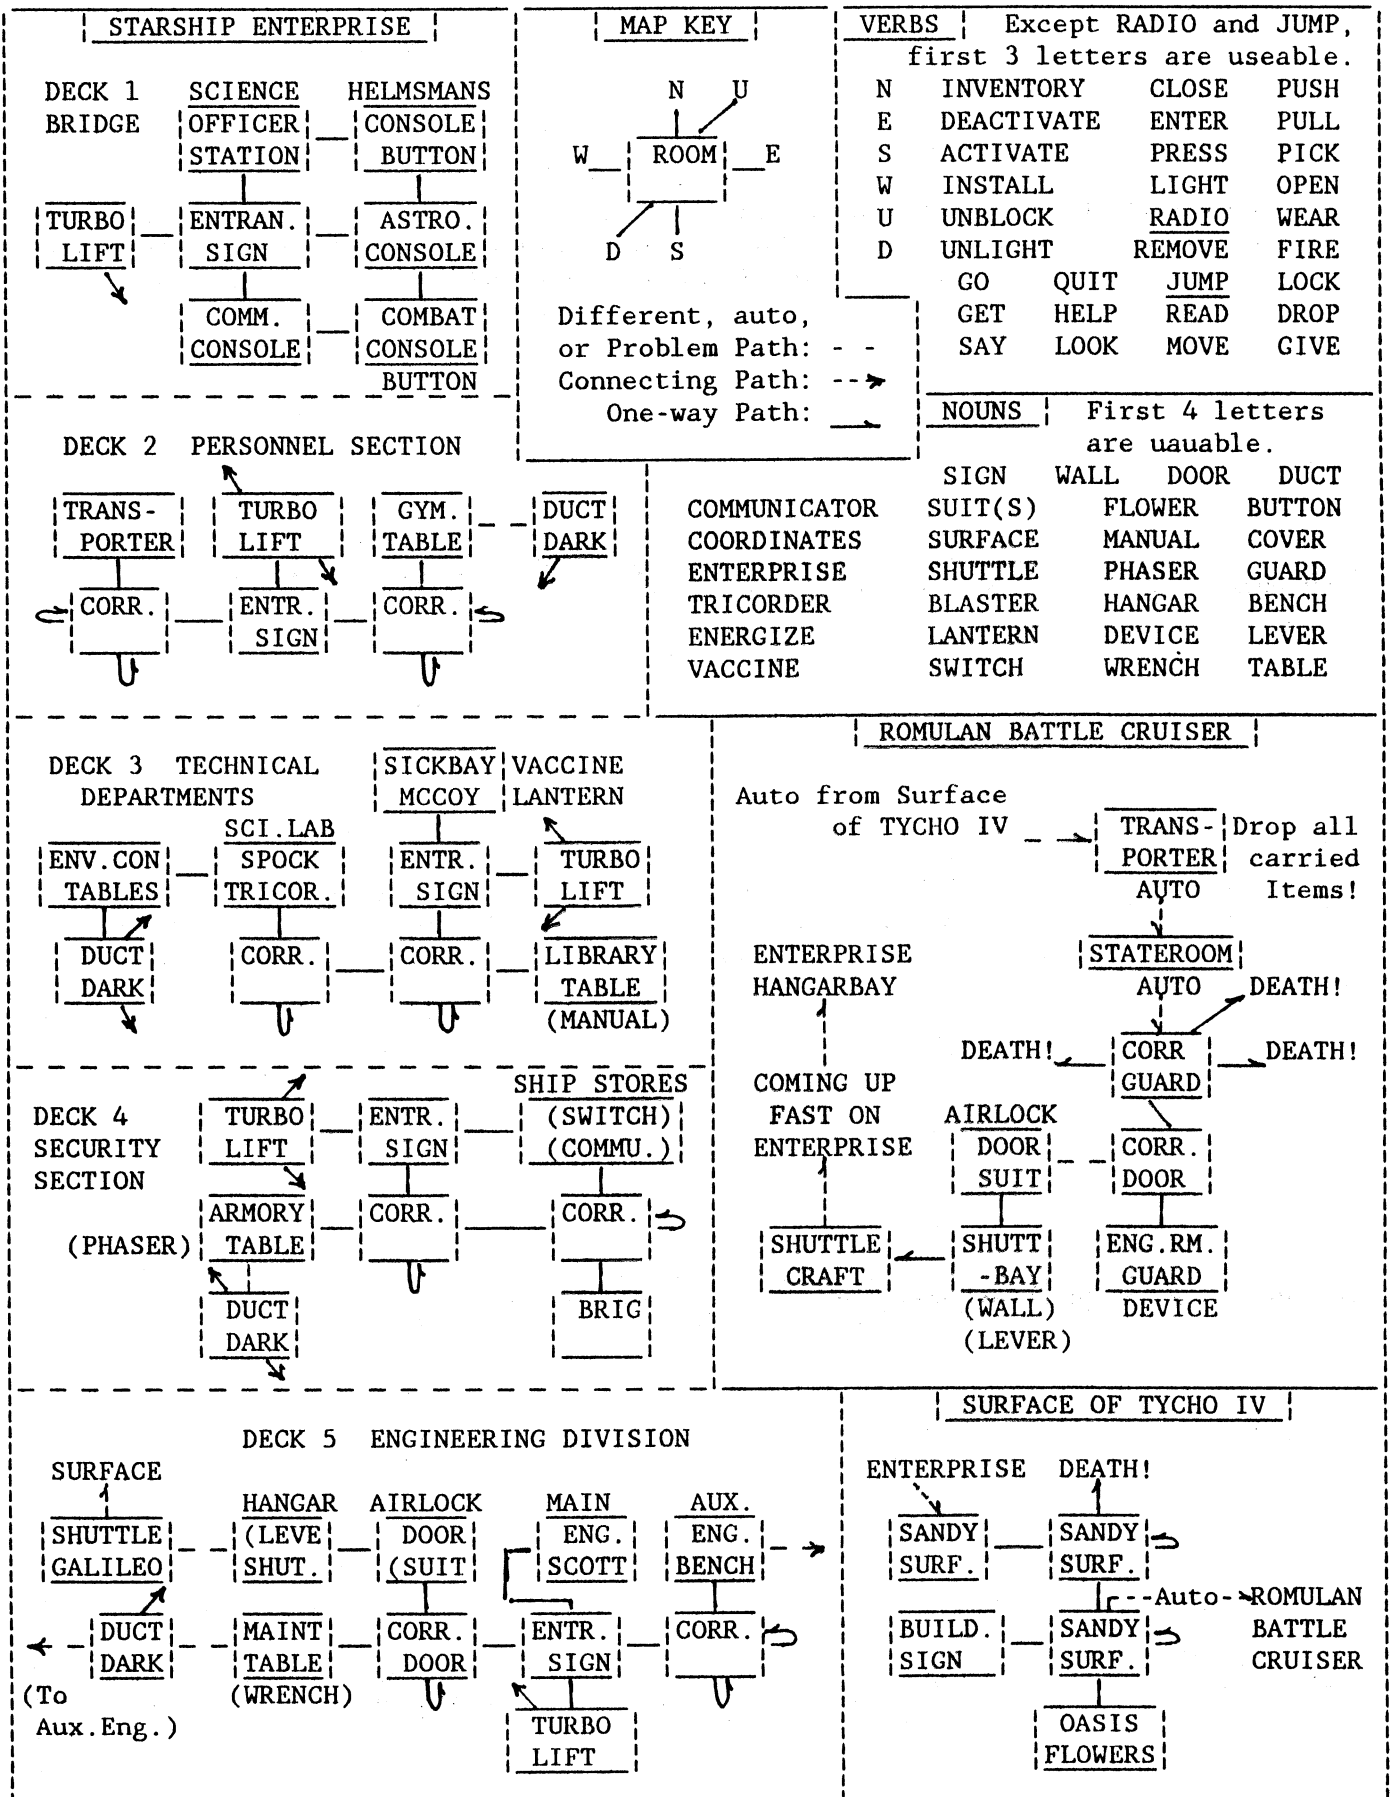 STARSHIP ENTERPRISE
DECK 1
BRIDGE
SCIENCE
OFFICER
STATION
HELMSMANS
CONSOLE
BUTTON
TURBO
LIFT
ENTRAN.
SIGN
ASTRO.
CONSOLE
COMM.
CONSOLE
COMBAT
CONSOLE
BUTTON
MAP KEY
N U
W ROOM E
D S
Different, auto,
or Problem Path:
Connecting Path:
One-way Path:
VERBS Except RADIO and JUMP,
first 3 letters are useable.
N INVENTORY CLOSE PUSH
E DEACTIVATE ENTER PULL
S ACTIVATE PRESS PICK
W INSTALL LIGHT OPEN
U UNBLOCK RADIO WEAR
D UNLIGHT REMOVE FIRE
GO QUIT JUMP LOCK
GET HELP READ DROP
SAY LOOK MOVE GIVE
NOUNS First 4 letters
are uauable.
SIGN WALL DOOR DUCT
COMMUNICATOR SUIT(S) FLOWER BUTTON
COORDINATES SURFACE MANUAL COVER
ENTERPRISE SHUTTLE PHASER GUARD
TRICORDER BLASTER HANGAR BENCH
ENERGIZE LANTERN DEVICE LEVER
VACCINE SWITCH WRENCH TABLE
DECK 2 PERSONNEL SECTION
TRANS-
PORTER
TURBO
LIFT
GYM.
TABLE
DUCT
DARK
CORR.
ENTR.
SIGN
CORR.
DECK 3 TECHNICAL
DEPARTMENTS
SICKBAY
MCCOY
VACCINE
LANTERN
ENV.CON
TABLES
SCI.LAB
SPOCK
TRICOR.
ENTR.
SIGN
TURBO
LIFT
DUCT
DARK
CORR.
CORR.
LIBRARY
TABLE
(MANUAL)
DECK 4
SECURITY
SECTION
TURBO
LIFT
ENTR.
SIGN
SHIP STORES
(SWITCH)
(COMMU.)
(PHASER)
ARMORY
TABLE
CORR.
CORR.
DUCT
DARK
BRIG
ROMULAN BATTLE CRUISER
Auto from Surface
of TYCHO IV
TRANS-
PORTER
AUTO
Drop all
carried
Items!
STATEROOM
AUTO
DEATH!
ENTERPRISE
HANGARBAY
DEATH!
CORR
GUARD
DEATH!
COMING UP
FAST ON
ENTERPRISE
AIRLOCK
DOOR
SUIT
CORR.
DOOR
SHUTTLE
CRAFT
SHUTT
-BAY
(WALL)
(LEVER)
ENG.RM.
GUARD
DEVICE
DECK 5 ENGINEERING DIVISION
SURFACE
SHUTTLE
GALILEO
HANGAR
(LEVE
SHUT.
AIRLOCK
DOOR
(SUIT
MAIN
ENG.
SCOTT
AUX.
ENG.
BENCH
DUCT
DARK
(To
Aux.Eng.)
MAINT
TABLE
(WRENCH)
CORR.
DOOR
ENTR.
SIGN
CORR.
TURBO
LIFT
SURFACE OF TYCHO IV
ENTERPRISE DEATH!
SANDY
SURF.
SANDY
SURF.
BUILD.
SIGN
SANDY
SURF.
Auto
ROMULAN
BATTLE
CRUISER
OASIS
FLOWERS